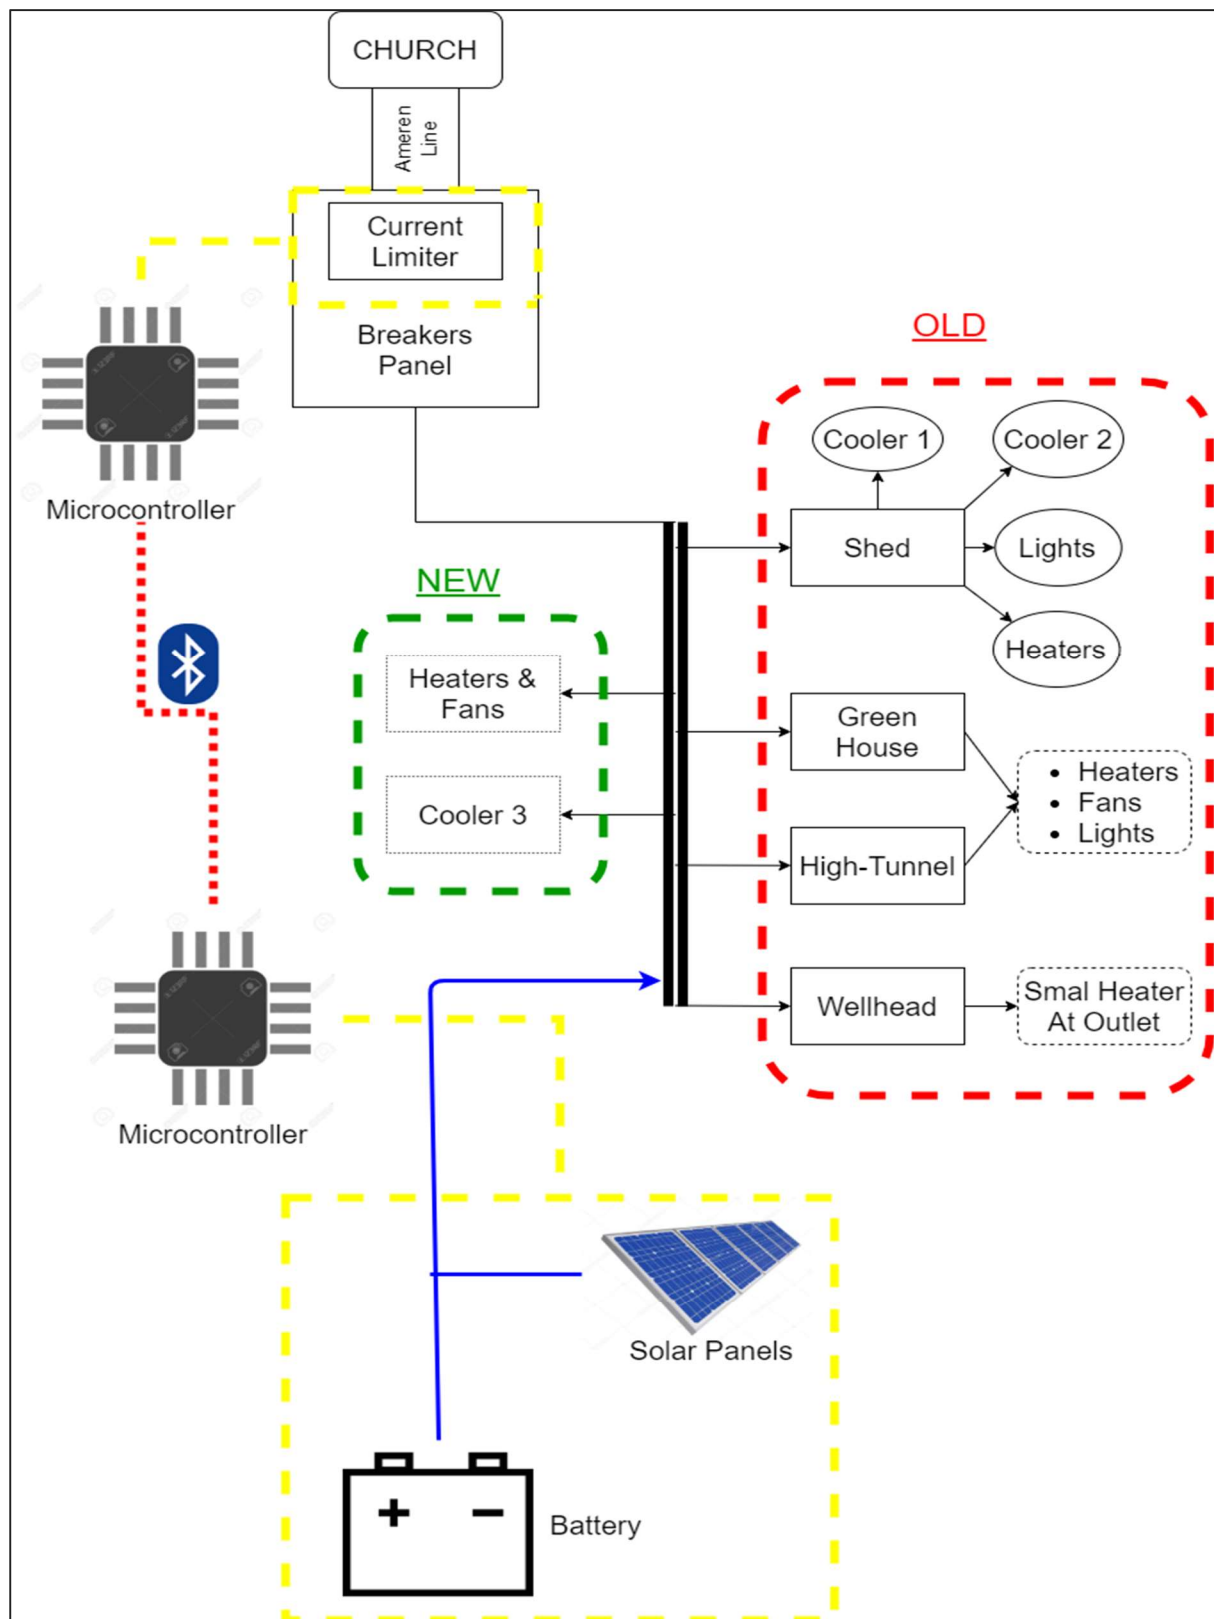 CHURCH
Ameren
Line
Current
Limiter
Breakers
Panel
Microcontroller
OLD
Cooler 1
Cooler 2
Shed
Lights
Heaters
NEW
Heaters &
Fans
Cooler 3
Green
House
• Heaters
• Fans
• Lights
High-Tunnel
Wellhead
Smal Heater
At Outlet
Microcontroller
Solar Panels
+ −
Battery